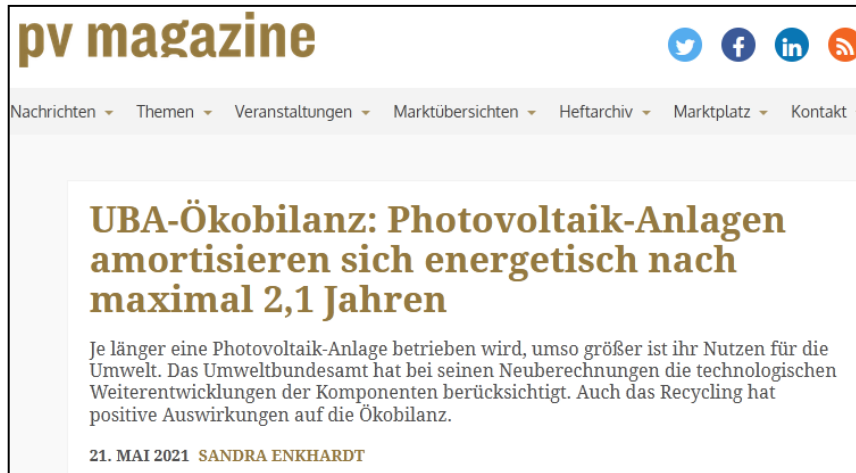 pv magazine
Nachrichten Themen Veranstaltungen Marktübersichten Heftarchiv Marktplatz Kontakt
UBA-Ökobilanz: Photovoltaik-Anlagen
amortisieren sich energetisch nach
maximal 2,1 Jahren
Je länger eine Photovoltaik-Anlage betrieben wird, umso größer ist ihr Nutzen für die
Umwelt. Das Umweltbundesamt hat bei seinen Neuberechnungen die technologischen
Weiterentwicklungen der Komponenten berücksichtigt. Auch das Recycling hat
positive Auswirkungen auf die Ökobilanz.
21. MAI 2021 SANDRA ENKHARDT